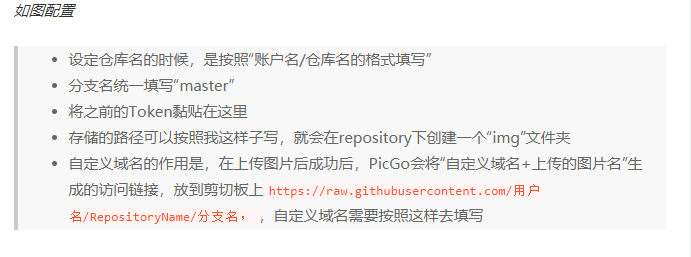 如图配置
设定仓库名的时候，是按照“账户名/仓库名的格式填写”
分支名统一填写“master”
将之前的Token黏贴在这里
存储的路径可以按照我这样子写，就会在repository下创建一个“img”文件夹
自定义域名的作用是，在上传图片后成功后，PicGo会将“自定义域名+上传的图片名”生
成的访问链接，放到剪切板上 https://raw.githubusercontent.com/用户
名/RepositoryName/分支名， ，自定义域名需要按照这样去填写